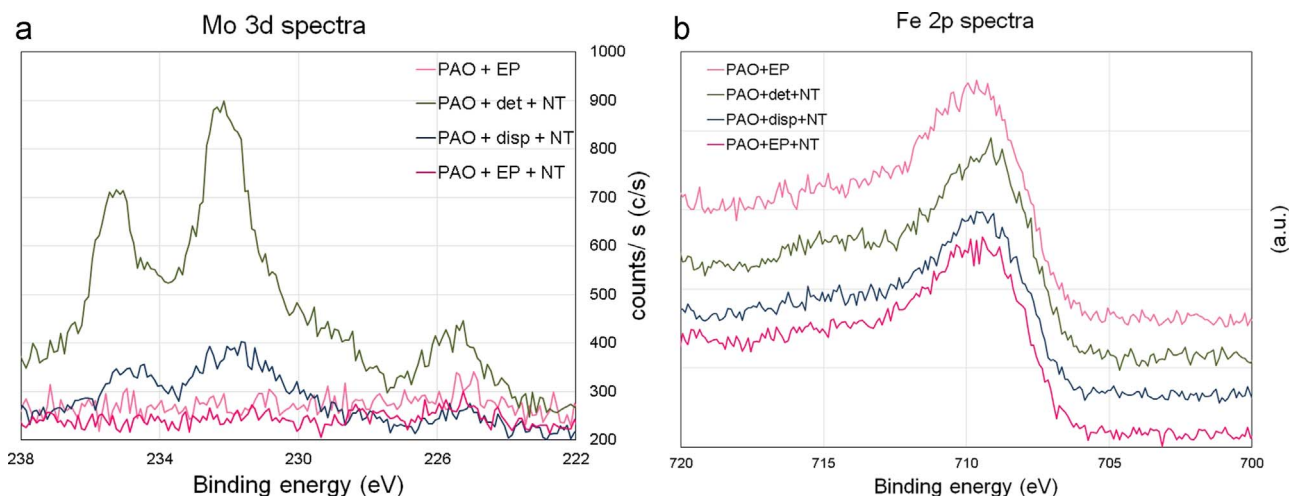 a
Mo 3d spectra
PAO + EP
PAO + det + NT
PAO + disp + NT
PAO + EP + NT
1000
900
800
700
600
500
400
300
200
counts/ s (c/s)
238
234
230
226
222
Binding energy (eV)
b
Fe 2p spectra
PAO+EP
PAO+det+NT
PAO+disp+NT
PAO+EP+NT
(a.u.)
720
715
710
705
700
Binding energy (eV)